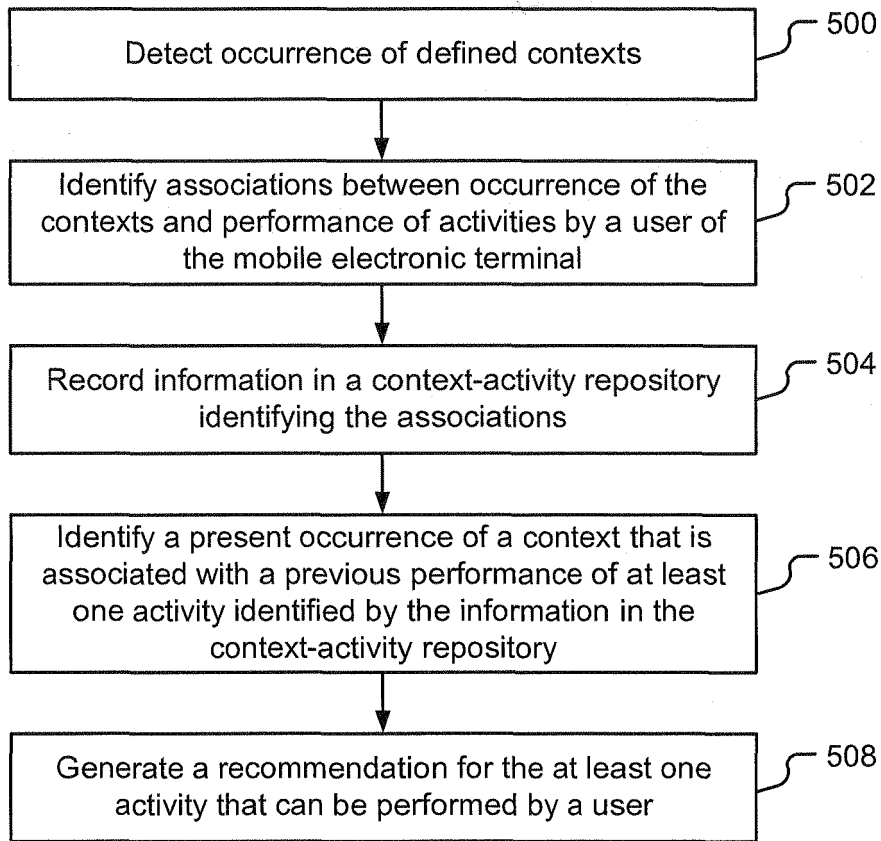 Detect occurrence of defined contexts
500
Identify associations between occurrence of the
contexts and performance of activities by a user of
the mobile electronic terminal
502
Record information in a context-activity repository
identifying the associations
504
Identify a present occurrence of a context that is
associated with a previous performance of at least
one activity identified by the information in the
context-activity repository
506
Generate a recommendation for the at least one
activity that can be performed by a user
508